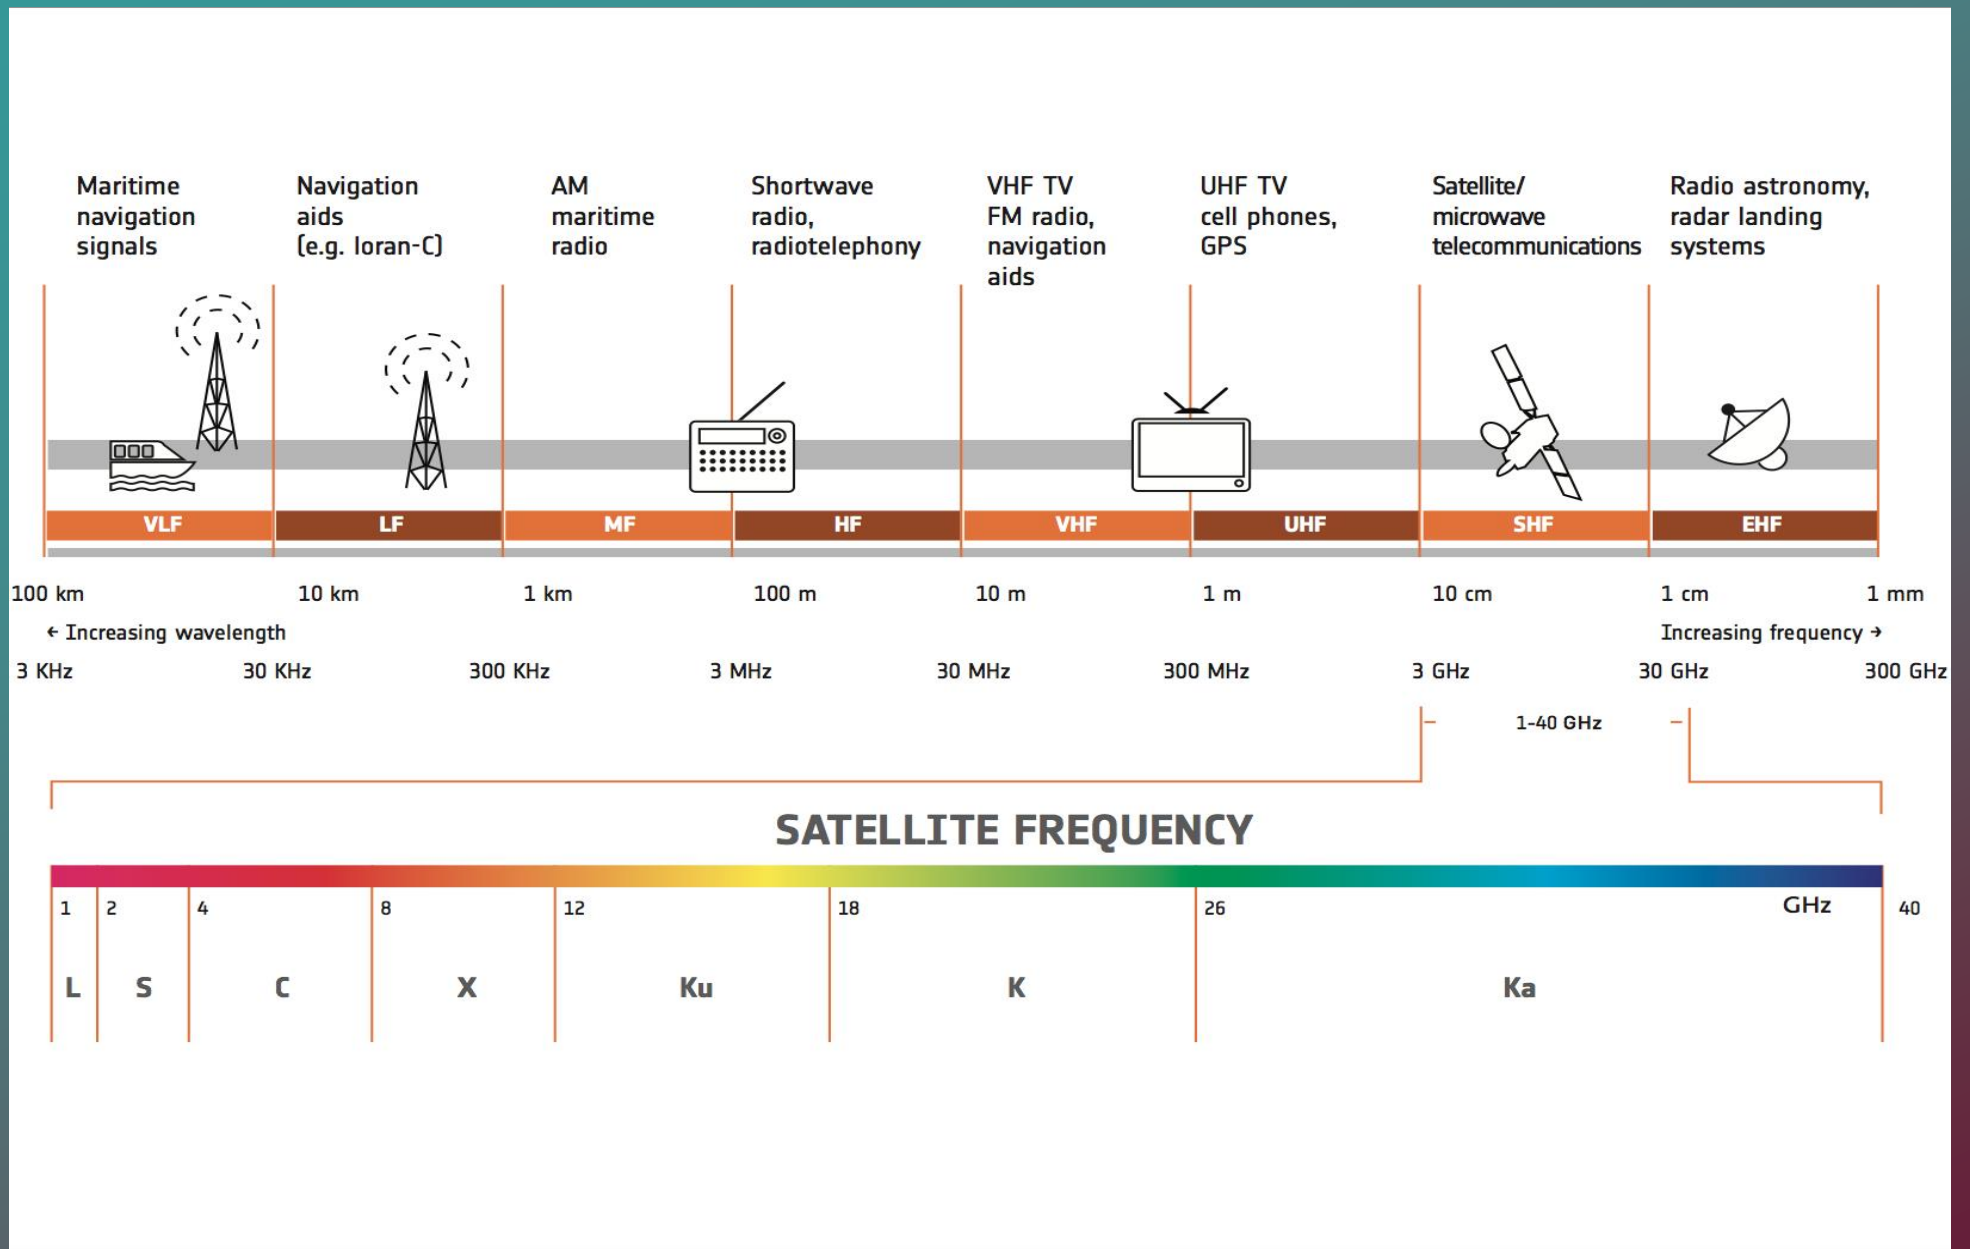 Maritime
navigation
signals
Navigation
aids
(e.g. loran-C)
AM
maritime
radio
Shortwave
radio,
radiotelephony
VHF TV
FM radio,
navigation
aids
UHF TV
cell phones,
GPS
Satellite/
microwave
telecommunications
Radio astronomy,
radar landing
systems
VLF LF MF HF VHF UHF SHF EHF
100 km 10 km 1 km 100 m 10 m 1 m 10 cm 1 cm 1 mm
← Increasing wavelength Increasing frequency →
3 KHz 30 KHz 300 KHz 3 MHz 30 MHz 300 MHz 3 GHz 30 GHz 300 GHz
1-40 GHz
SATELLITE FREQUENCY
1 2 4 8 12 18 26 GHz 40
L S C X Ku K Ka